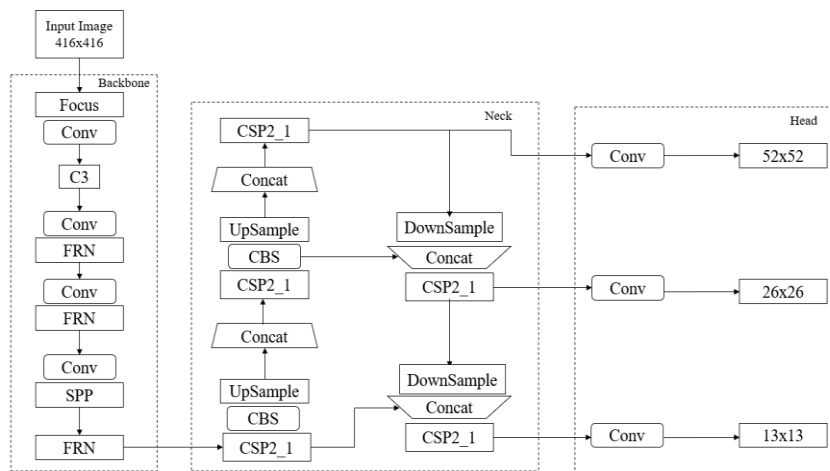 Input Image
416x416
Backbone
Focus
Conv
C3
Conv
FRN
Conv
FRN
Conv
SPP
FRN
Neck
CSP2_1
Concat
UpSample
CBS
CSP2_1
Concat
UpSample
CBS
CSP2_1
DownSample
Concat
CSP2_1
DownSample
Concat
CSP2_1
Head
Conv
52x52
Conv
26x26
Conv
13x13